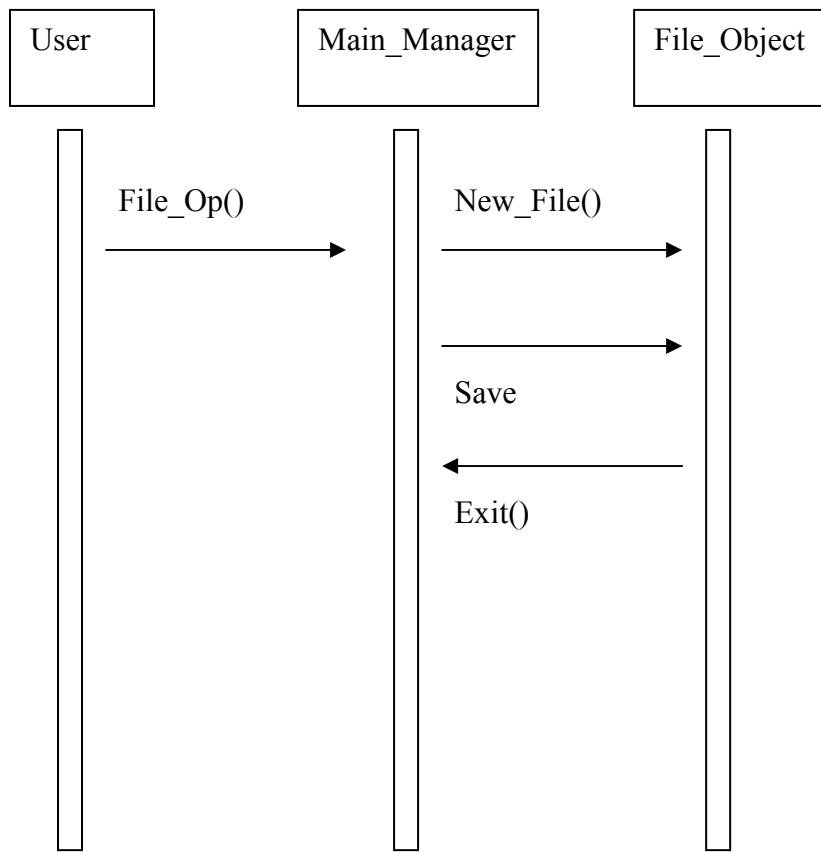 User
Main_Manager
File_Object
File_Op()
New_File()
Save
Exit()